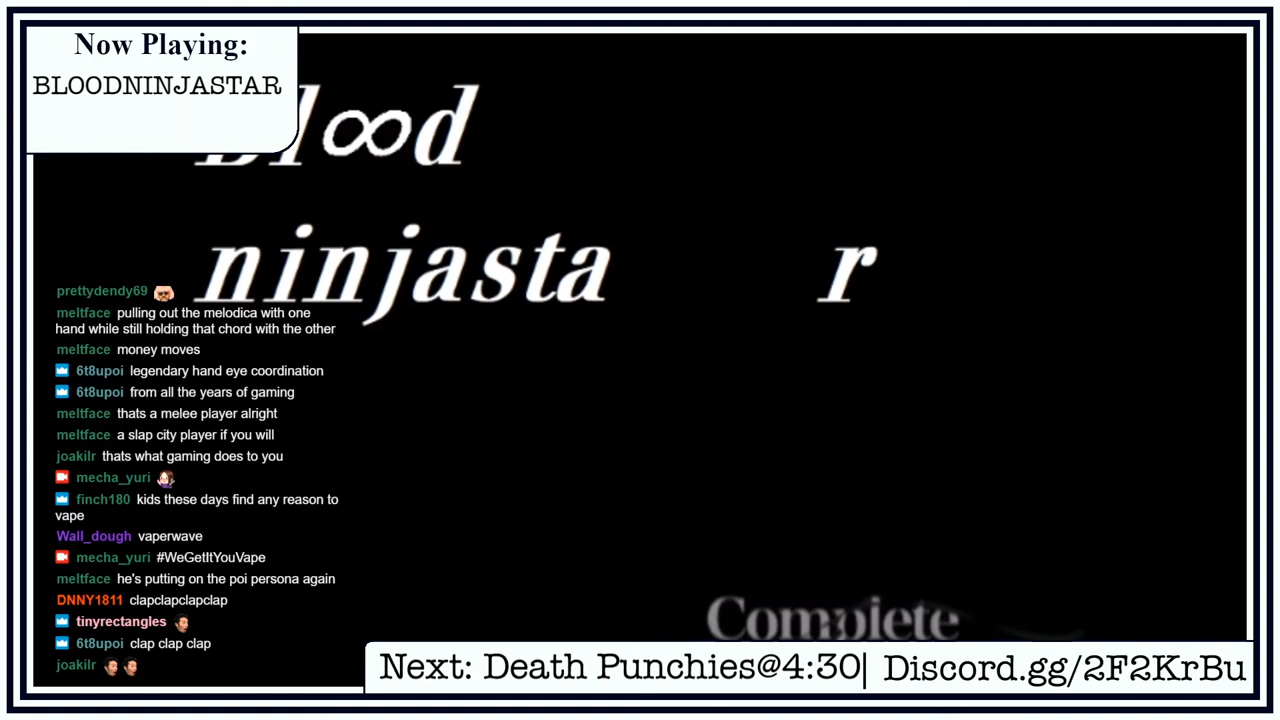 Now Playing:
BLOODNINJASTAR
Bl∞d
ninjasta r
prettydendy69
meltface pulling out the melodica with one
hand while still holding that chord with the other
meltface money moves
6t8upoi legendary hand eye coordination
6t8upoi from all the years of gaming
meltface thats a melee player alright
meltface a slap city player if you will
joakilr thats what gaming does to you
mecha_yuri
finch180 kids these days find any reason to
vape
Wall_dough vaperwave
mecha_yuri #WeGetItYouVape
meltface he's putting on the poi persona again
DNNY1811 clapclapclapclap
tinyrectangles
6t8upoi clap clap clap
joakilr
Complete
Next: Death Punchies@4:30| Discord.gg/2F2KrBu